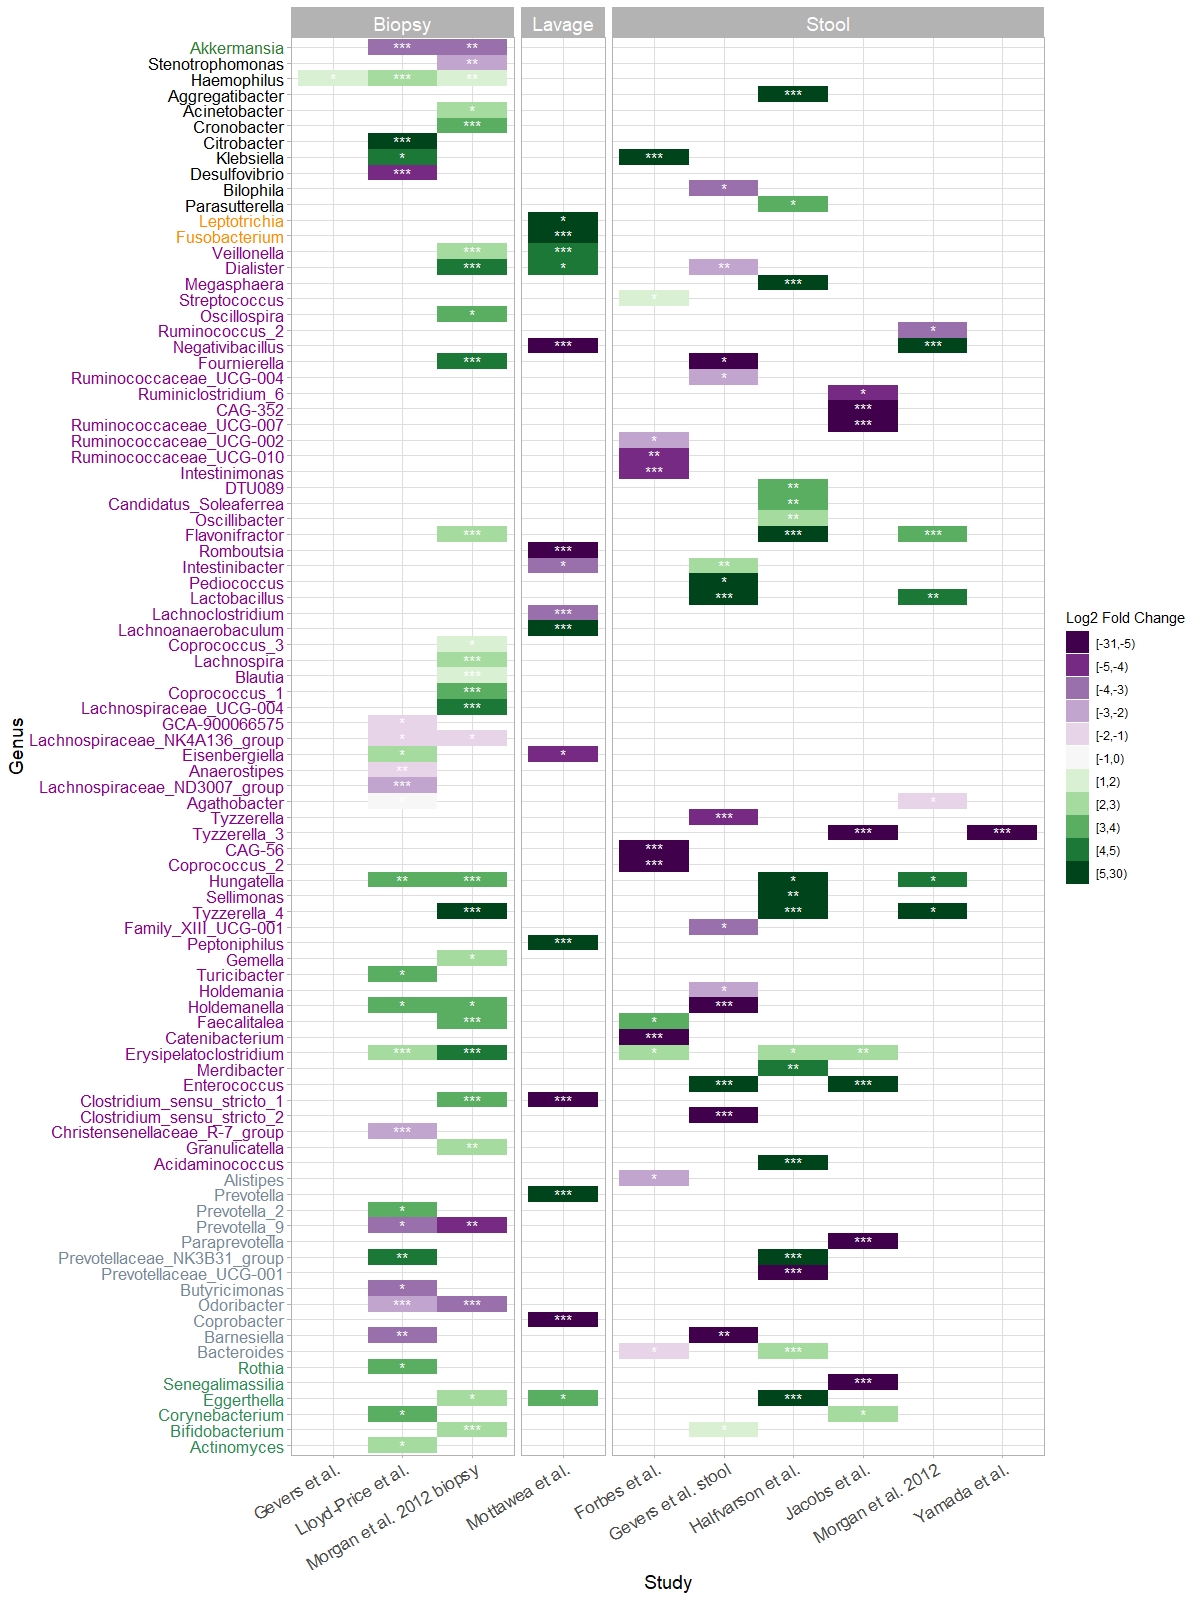 Biopsy Lavage Stool
Akkermansia *** **
Stenotrophomonas **
Haemophilus * *** **
Aggregatibacter ***
Acinetobacter *
Cronobacter ***
Citrobacter ***
Klebsiella * ***
Desulfovibrio ***
Bilophila *
Parasutterella *
Leptotrichia *
Fusobacterium ***
Veillonella *** ***
Dialister *** * **
Megasphaera ***
Streptococcus *
Oscillospira *
Ruminococcus_2 *
Negativibacillus *** ***
Fournierella *** *
Ruminococcaceae_UCG-004 *
Ruminiclostridium_6 *
CAG-352 ***
Ruminococcaceae_UCG-007 ***
Ruminococcaceae_UCG-002 *
Ruminococcaceae_UCG-010 **
Intestinimonas ***
DTU089 **
Candidatus_Soleaferrea **
Oscillibacter **
Flavonifractor *** *** ***
Romboutsia ***
Intestinibacter * **
Pediococcus *
Lactobacillus *** **
Lachnoclostridium ***
Lachnoanaerobaculum ***
Coprococcus_3 *
Lachnospira ***
Blautia ***
Coprococcus_1 ***
Lachnospiraceae_UCG-004 ***
GCA-900066575 *
Lachnospiraceae_NK4A136_group * *
Eisenbergiella * *
Anaerostipes **
Lachnospiraceae_ND3007_group ***
Agathobacter *
Tyzzerella ***
Tyzzerella_3 *** ***
CAG-56 ***
Coprococcus_2 ***
Hungatella ** *** * *
Sellimonas **
Tyzzerella_4 *** *** *
Family_XIII_UCG-001 *
Peptoniphilus ***
Gemella *
Turicibacter *
Holdemania *
Holdemanella * * ***
Faecalitalea *** *
Catenibacterium ***
Erysipelatoclostridium *** *** * * **
Merdibacter **
Enterococcus *** ***
Clostridium_sensu_stricto_1 *** ***
Clostridium_sensu_stricto_2 ***
Christensenellaceae_R-7_group ***
Granulicatella **
Acidaminococcus ***
Alistipes *
Prevotella ***
Prevotella_2 *
Prevotella_9 * **
Paraprevotella ***
Prevotellaceae_NK3B31_group ** ***
Prevotellaceae_UCG-001 ***
Butyricimonas *
Odoribacter *** ***
Coprobacter ***
Barnesiella ** **
Bacteroides * ***
Rothia *
Senegalimassilia ***
Eggerthella * * ***
Corynebacterium * *
Bifidobacterium *** *
Actinomyces *
Genus
Gevers et al.
Lloyd-Price et al.
Morgan et al. 2012 biopsy
Mottawea et al.
Forbes et al.
Gevers et al. stool
Halfvarson et al.
Jacobs et al.
Morgan et al. 2012
Yamada et al.
Study
Log2 Fold Change
[-31,-5)
[-5,-4)
[-4,-3)
[-3,-2)
[-2,-1)
[-1,0)
[1,2)
[2,3)
[3,4)
[4,5)
[5,30)